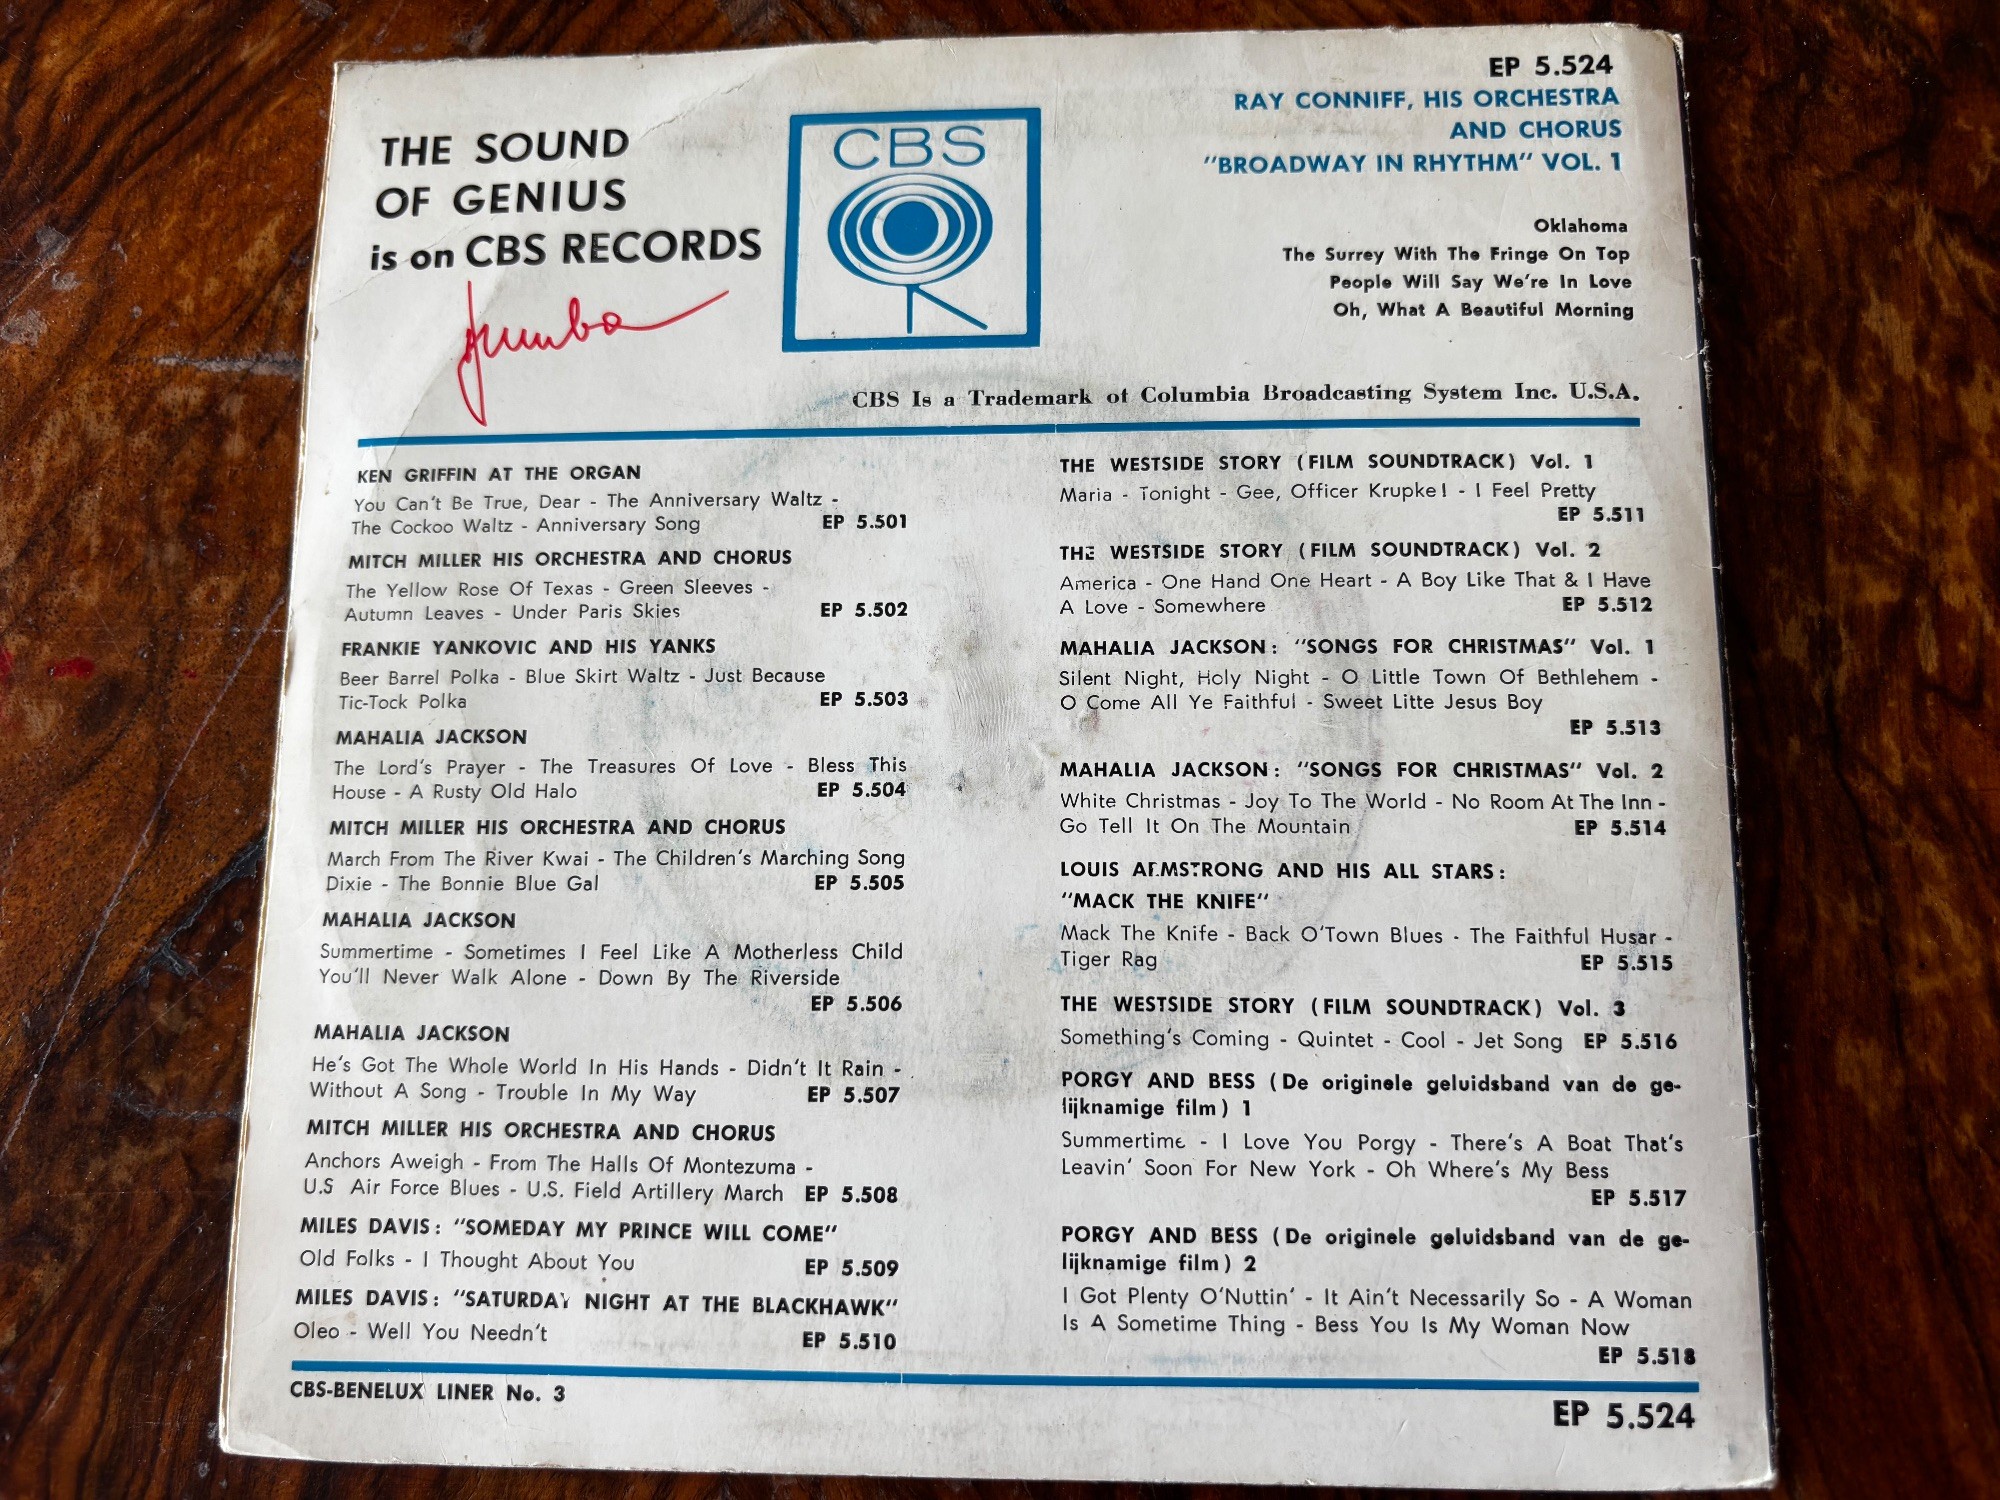 THE SOUND
OF GENIUS
is on CBS RECORDS
CBS
EP 5.524
RAY CONNIFF, HIS ORCHESTRA
AND CHORUS
"BROADWAY IN RHYTHM" VOL. 1
Oklahoma
The Surrey With The Fringe On Top
People Will Say We're In Love
Oh, What A Beautiful Morning
CBS Is a Trademark of Columbia Broadcasting System Inc. U.S.A.
KEN GRIFFIN AT THE ORGAN
You Can't Be True, Dear - The Anniversary Waltz -
The Cockoo Waltz - Anniversary Song EP 5.501
MITCH MILLER HIS ORCHESTRA AND CHORUS
The Yellow Rose Of Texas - Green Sleeves -
Autumn Leaves - Under Paris Skies EP 5.502
FRANKIE YANKOVIC AND HIS YANKS
Beer Barrel Polka - Blue Skirt Waltz - Just Because
Tic-Tock Polka EP 5.503
MAHALIA JACKSON
The Lord's Prayer - The Treasures Of Love - Bless This
House - A Rusty Old Halo EP 5.504
MITCH MILLER HIS ORCHESTRA AND CHORUS
March From The River Kwai - The Children's Marching Song
Dixie - The Bonnie Blue Gal EP 5.505
MAHALIA JACKSON
Summertime - Sometimes I Feel Like A Motherless Child
You'll Never Walk Alone - Down By The Riverside
EP 5.506
MAHALIA JACKSON
He's Got The Whole World In His Hands - Didn't It Rain -
Without A Song - Trouble In My Way EP 5.507
MITCH MILLER HIS ORCHESTRA AND CHORUS
Anchors Aweigh - From The Halls Of Montezuma -
U.S Air Force Blues - U.S. Field Artillery March EP 5.508
MILES DAVIS: "SOMEDAY MY PRINCE WILL COME"
Old Folks - I Thought About You EP 5.509
MILES DAVIS: "SATURDAY NIGHT AT THE BLACKHAWK"
Oleo - Well You Needn't EP 5.510
THE WESTSIDE STORY (FILM SOUNDTRACK) Vol. 1
Maria - Tonight - Gee, Officer Krupke! - I Feel Pretty
EP 5.511
THE WESTSIDE STORY (FILM SOUNDTRACK) Vol. 2
America - One Hand One Heart - A Boy Like That & I Have
A Love - Somewhere EP 5.512
MAHALIA JACKSON: "SONGS FOR CHRISTMAS" Vol. 1
Silent Night, Holy Night - O Little Town Of Bethlehem -
O Come All Ye Faithful - Sweet Litte Jesus Boy
EP 5.513
MAHALIA JACKSON: "SONGS FOR CHRISTMAS" Vol. 2
White Christmas - Joy To The World - No Room At The Inn -
Go Tell It On The Mountain EP 5.514
LOUIS ARMSTRONG AND HIS ALL STARS:
"MACK THE KNIFE"
Mack The Knife - Back O'Town Blues - The Faithful Husar -
Tiger Rag EP 5.515
THE WESTSIDE STORY (FILM SOUNDTRACK) Vol. 3
Something's Coming - Quintet - Cool - Jet Song EP 5.516
PORGY AND BESS (De originele geluidsband van de ge-
lijknamige film) 1
Summertime - I Love You Porgy - There's A Boat That's
Leavin' Soon For New York - Oh Where's My Bess
EP 5.517
PORGY AND BESS (De originele geluidsband van de ge-
lijknamige film) 2
I Got Plenty O'Nuttin' - It Ain't Necessarily So - A Woman
Is A Sometime Thing - Bess You Is My Woman Now
EP 5.518
CBS-BENELUX LINER No. 3
EP 5.524